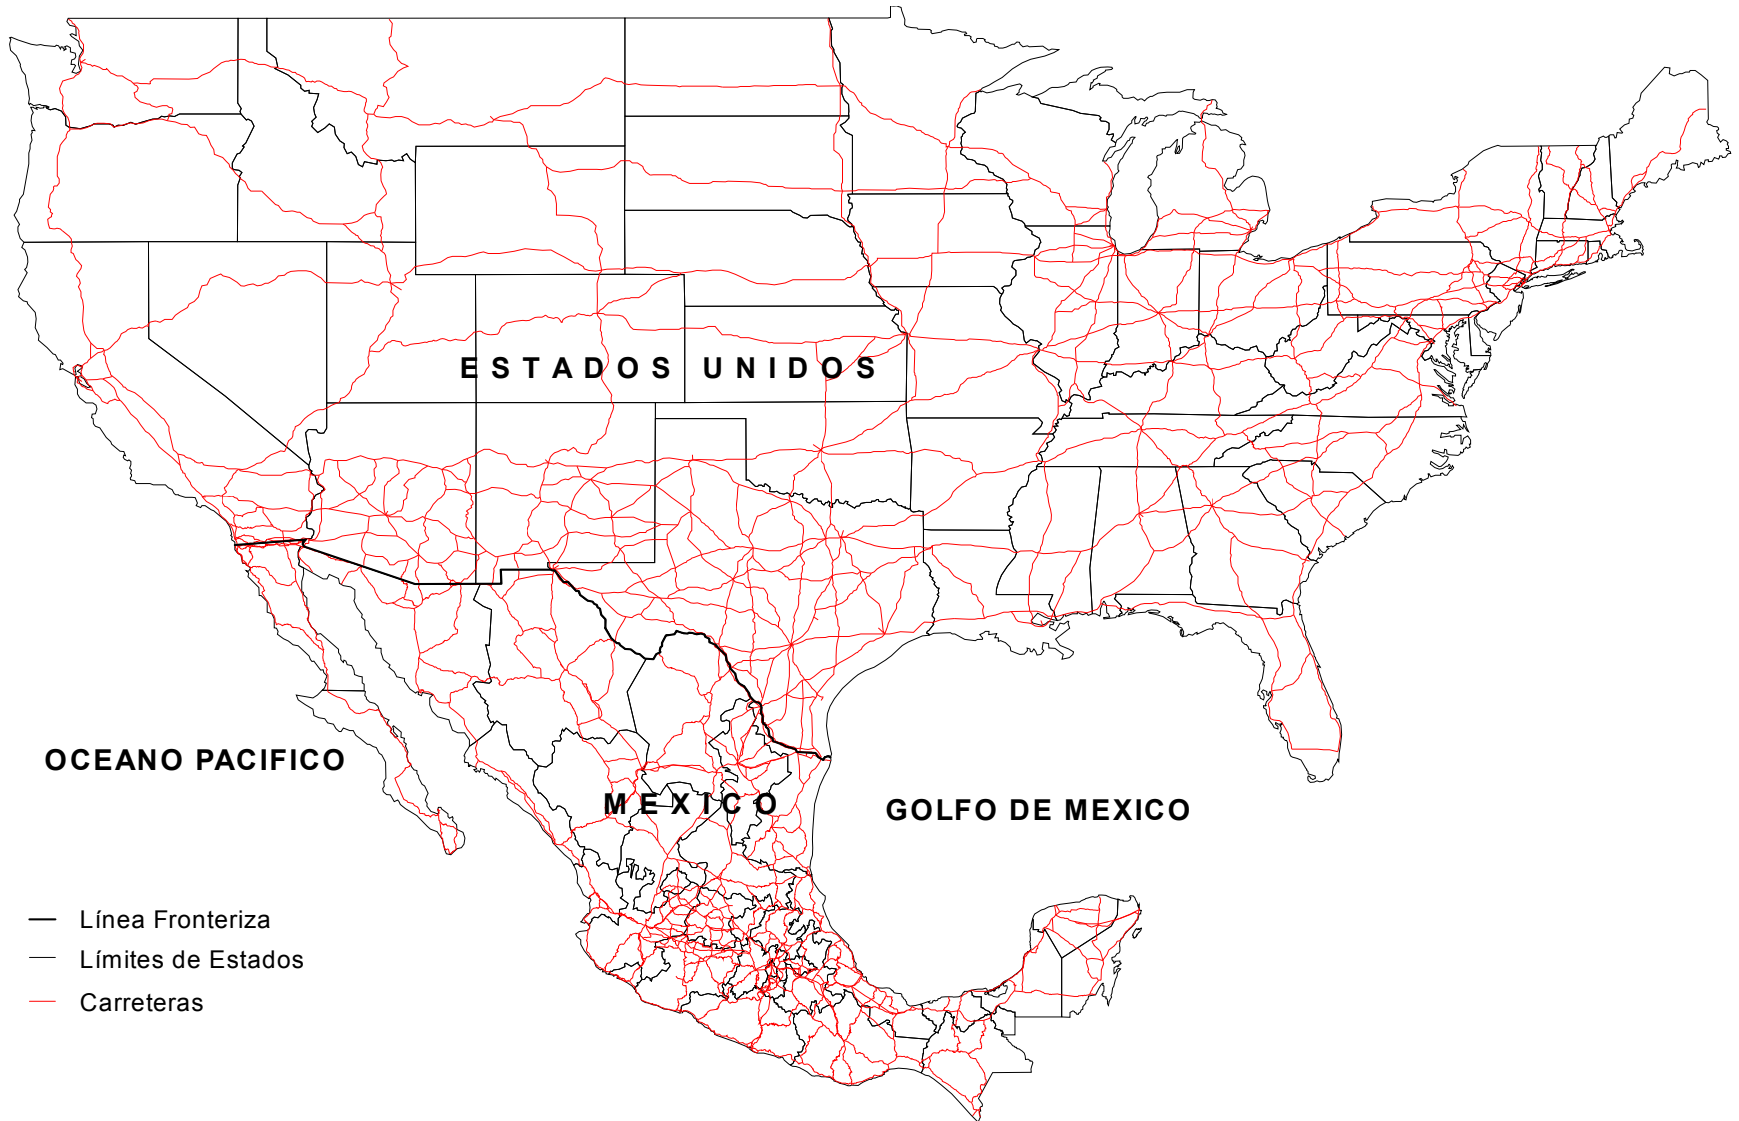 ESTADOS UNIDOS
OCEANO PACIFICO
MEXICO
GOLFO DE MEXICO
Línea Fronteriza
Límites de Estados
Carreteras